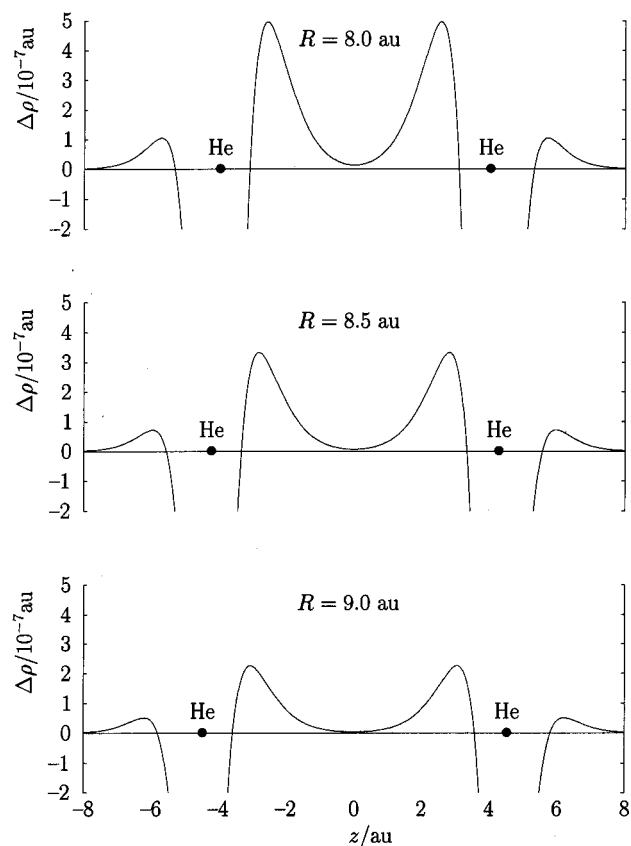 5
4
3
2
1
0
−1
−2
Δρ/10⁻⁷au
R = 8.0 au
He
He
5
4
3
2
1
0
−1
−2
Δρ/10⁻⁷au
R = 8.5 au
He
He
5
4
3
2
1
0
−1
−2
Δρ/10⁻⁷au
R = 9.0 au
He
He
−8 −6 −4 −2 0 2 4 6 8
z/au